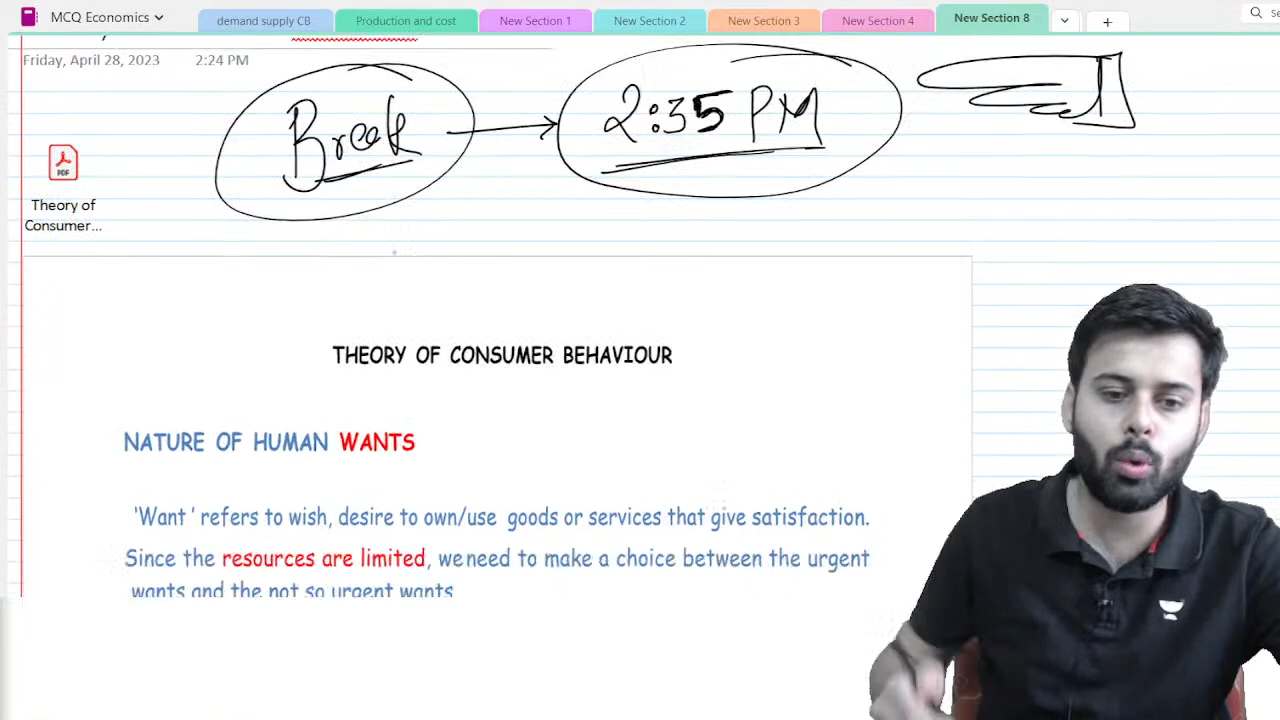 MCQ Economics
demand supply CB
Production and cost
New Section 1
New Section 2
New Section 3
New Section 4
New Section 8
Friday, April 28, 2023 2:24 PM
Break
2:35 PM
PDF
Theory of
Consumer...
THEORY OF CONSUMER BEHAVIOUR
NATURE OF HUMAN WANTS
'Want ' refers to wish, desire to own/use goods or services that give satisfaction.
Since the resources are limited, we need to make a choice between the urgent
wants and the not so urgent wants